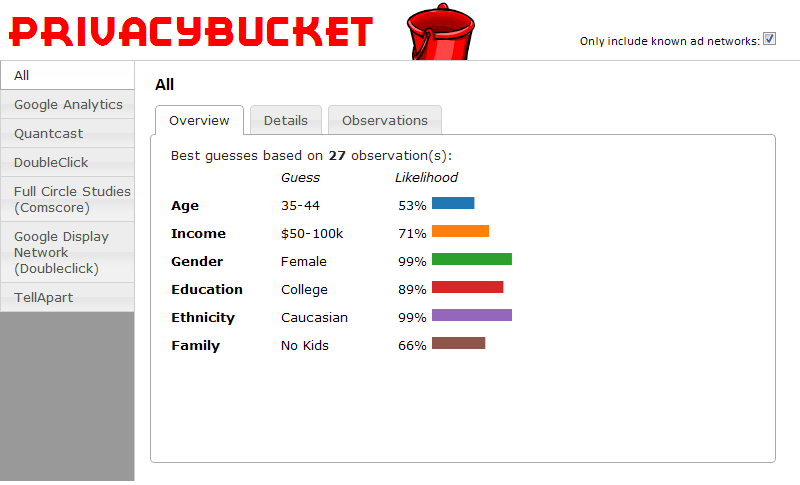 PRIVACYBUCKET
Only include known ad networks:
All
Google Analytics
Quantcast
DoubleClick
Full Circle Studies
(Comscore)
Google Display
Network
(Doubleclick)
TellApart
All
Overview Details Observations
Best guesses based on 27 observation(s):
Guess Likelihood
Age 35-44 53%
Income $50-100k 71%
Gender Female 99%
Education College 89%
Ethnicity Caucasian 99%
Family No Kids 66%